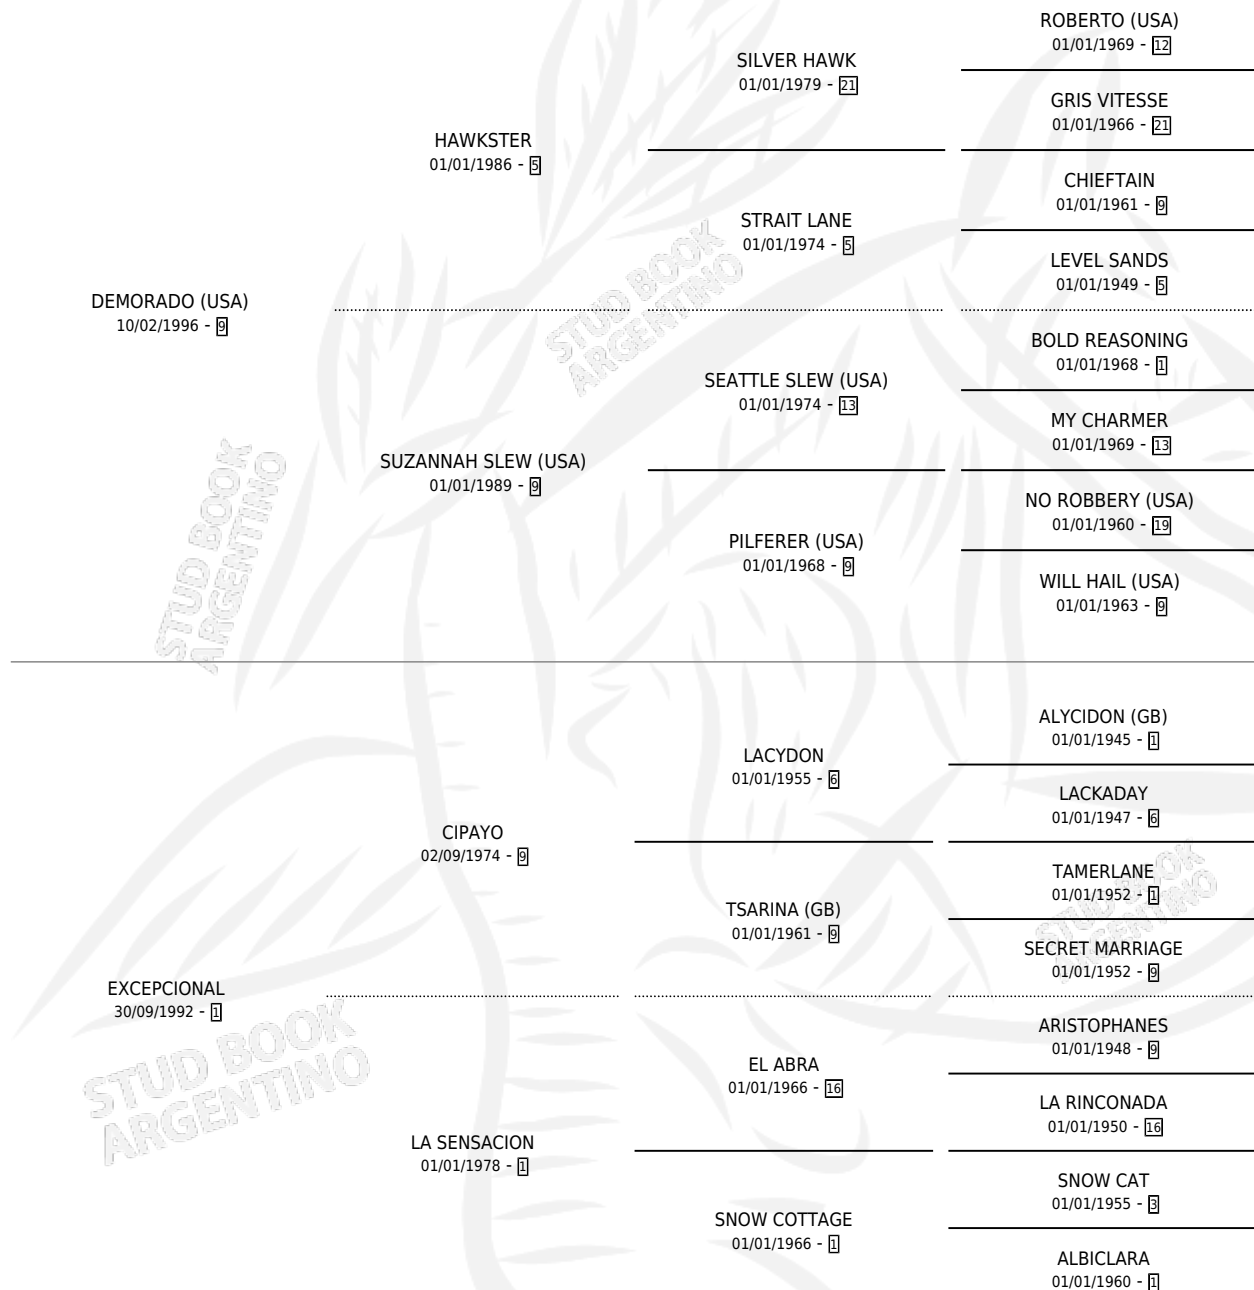 ROBERTO (USA)
01/01/1969 - 12
SILVER HAWK
01/01/1979 - 21
GRIS VITESSE
01/01/1966 - 21
HAWKSTER
01/01/1986 - 5
CHIEFTAIN
01/01/1961 - 9
STRAIT LANE
01/01/1974 - 5
LEVEL SANDS
01/01/1949 - 5
DEMORADO (USA)
10/02/1996 - 9
BOLD REASONING
01/01/1968 - 1
SEATTLE SLEW (USA)
01/01/1974 - 13
MY CHARMER
01/01/1969 - 13
SUZANNAH SLEW (USA)
01/01/1989 - 9
NO ROBBERY (USA)
01/01/1960 - 19
PILFERER (USA)
01/01/1968 - 9
WILL HAIL (USA)
01/01/1963 - 9
ALYCIDON (GB)
01/01/1945 - 1
LACYDON
01/01/1955 - 6
LACKADAY
01/01/1947 - 6
CIPAYO
02/09/1974 - 9
TAMERLANE
01/01/1952 - 1
TSARINA (GB)
01/01/1961 - 9
SECRET MARRIAGE
01/01/1952 - 9
EXCEPCIONAL
30/09/1992 - 1
ARISTOPHANES
01/01/1948 - 9
EL ABRA
01/01/1966 - 16
LA RINCONADA
01/01/1950 - 16
LA SENSACION
01/01/1978 - 1
SNOW CAT
01/01/1955 - 3
SNOW COTTAGE
01/01/1966 - 1
ALBICLARA
01/01/1960 - 1
STUD BOOK
ARGENTINO
STUD BOOK
ARGENTINO
STUD BOOK
ARGENTINO
STUD BOOK
ARGENTINO